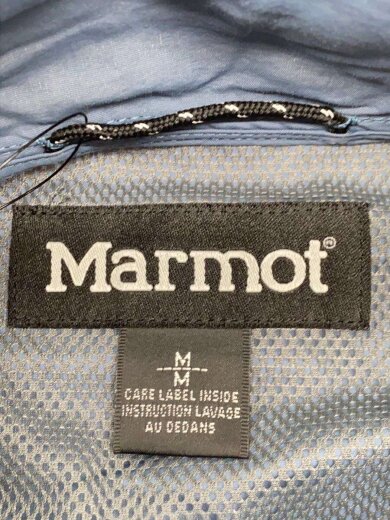 Marmot®
M
M
CARE LABEL INSIDE
INSTRUCTION LAVAGE
AU DEDANS